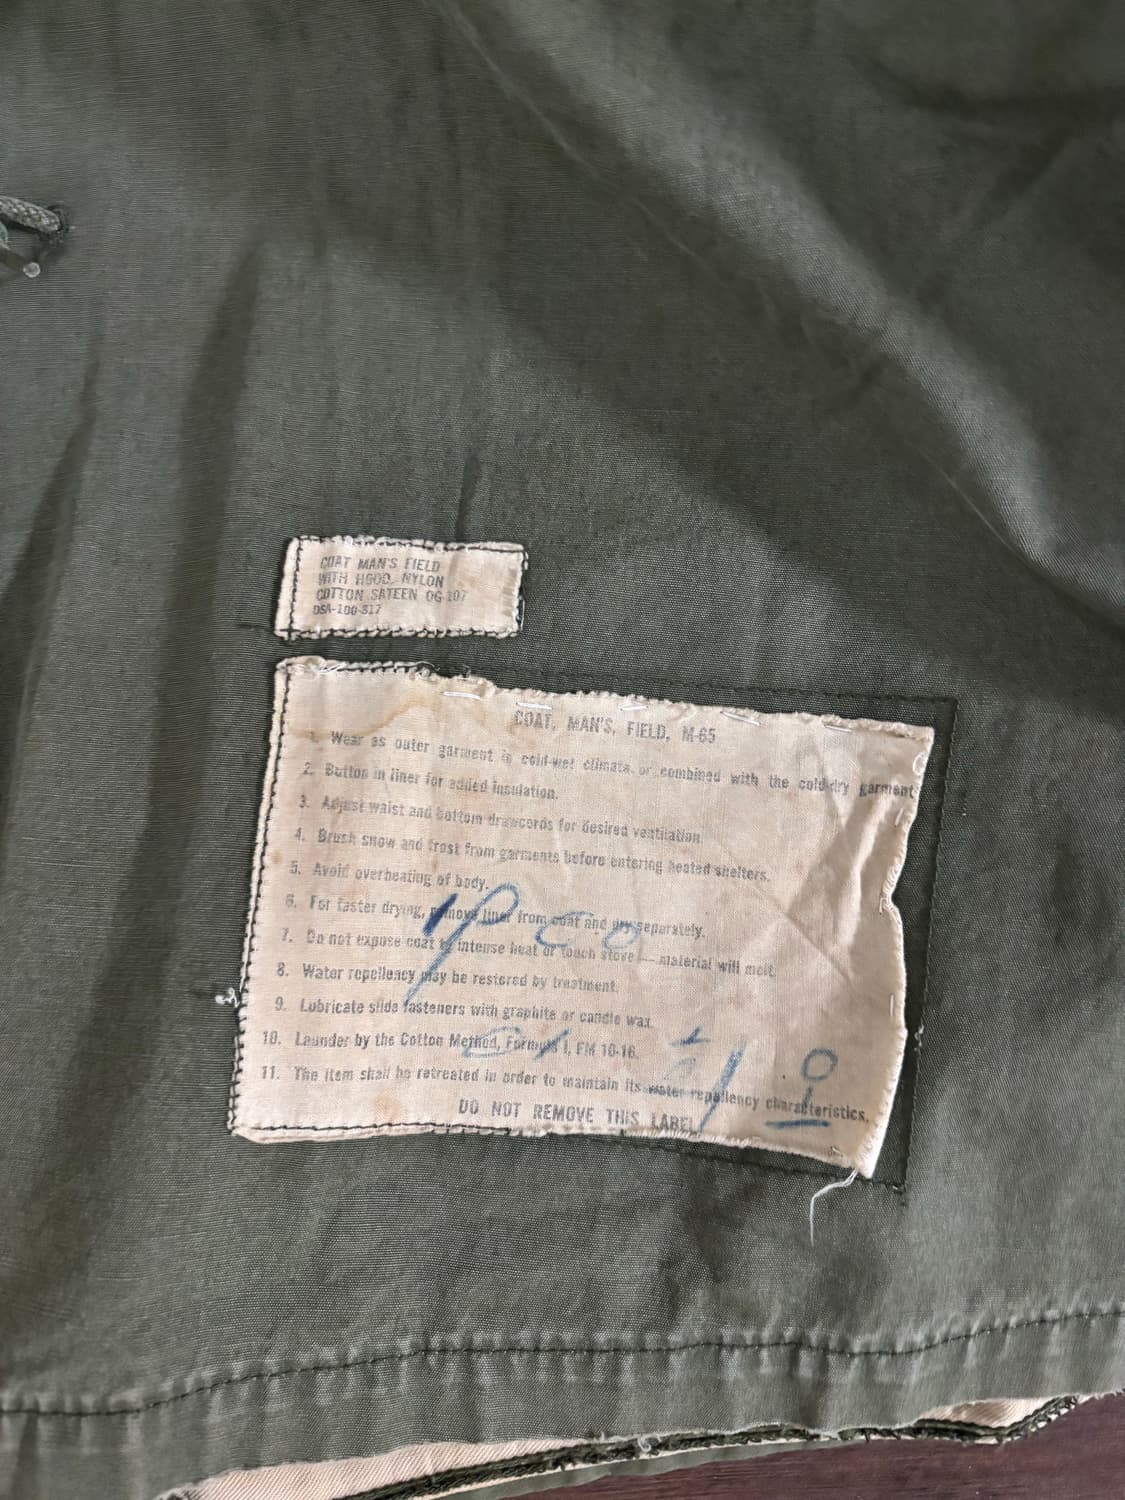 COAT MAN'S FIELD
WITH HOOD, NYLON
COTTON SATEEN OG-107
DSA-100-317
COAT, MAN'S, FIELD, M-65
1. Wear as outer garment in cold-wet climate or combined with the cold-dry garment
2. Button in liner for added insulation.
3. Adjust waist and bottom drawcords for desired ventilation.
4. Brush snow and frost from garments before entering heated shelters.
5. Avoid overheating of body.
6. For faster drying, remove liner from coat and dry separately.
7. Do not expose coat to intense heat or touch stove — material will melt.
8. Water repellency may be restored by treatment.
9. Lubricate slide fasteners with graphite or candle wax.
10. Launder by the Cotton Method, Formula I, FM 10-16.
11. The item shall be retreated in order to maintain its water repellency characteristics.
DO NOT REMOVE THIS LABEL